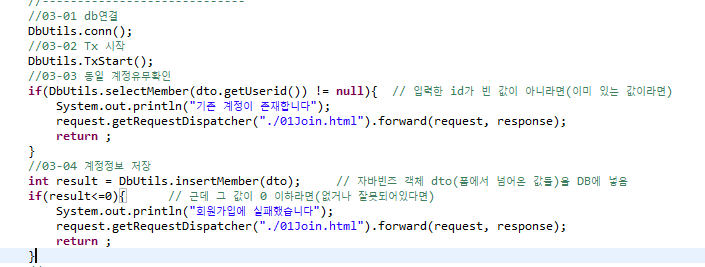 //-----------------------------
//03-01 db연결
DbUtils.conn();
//03-02 Tx 시작
DbUtils.TxStart();
//03-03 동일 계정유무확인
if(DbUtils.selectMember(dto.getUserid()) != null){ // 입력한 id가 빈 값이 아니라면(이미 있는 값이라면)
System.out.println("기존 계정이 존재합니다");
request.getRequestDispatcher("./01Join.html").forward(request, response);
return ;
}
//03-04 계정정보 저장
int result = DbUtils.insertMember(dto); // 자바빈즈 객체 dto(폼에서 넘어온 값들)을 DB에 넣음
if(result<=0){ // 근데 그 값이 0 이하라면(없거나 잘못되어있다면)
System.out.println("회원가입에 실패했습니다");
request.getRequestDispatcher("./01Join.html").forward(request, response);
return ;
}